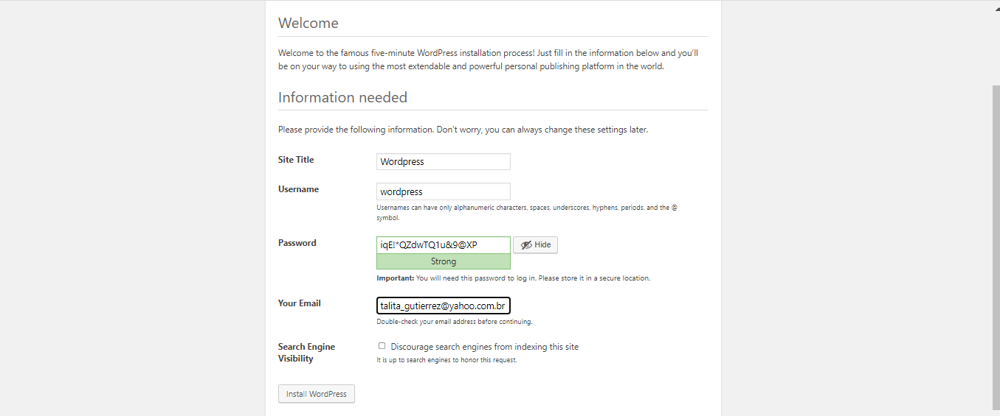 Welcome
Welcome to the famous five-minute WordPress installation process! Just fill in the information below and you’ll
be on your way to using the most extendable and powerful personal publishing platform in the world.
Information needed
Please provide the following information. Don’t worry, you can always change these settings later.
Site Title
Wordpress
Username
wordpress
Usernames can have only alphanumeric characters, spaces, underscores, hyphens, periods, and the @
symbol.
Password
iqE!*QZdwTQ1u&9@XP
Hide
Strong
Important: You will need this password to log in. Please store it in a secure location.
Your Email
talita_gutierrez@yahoo.com.br
Double-check your email address before continuing.
Search Engine
Visibility
Discourage search engines from indexing this site
It is up to search engines to honor this request.
Install WordPress